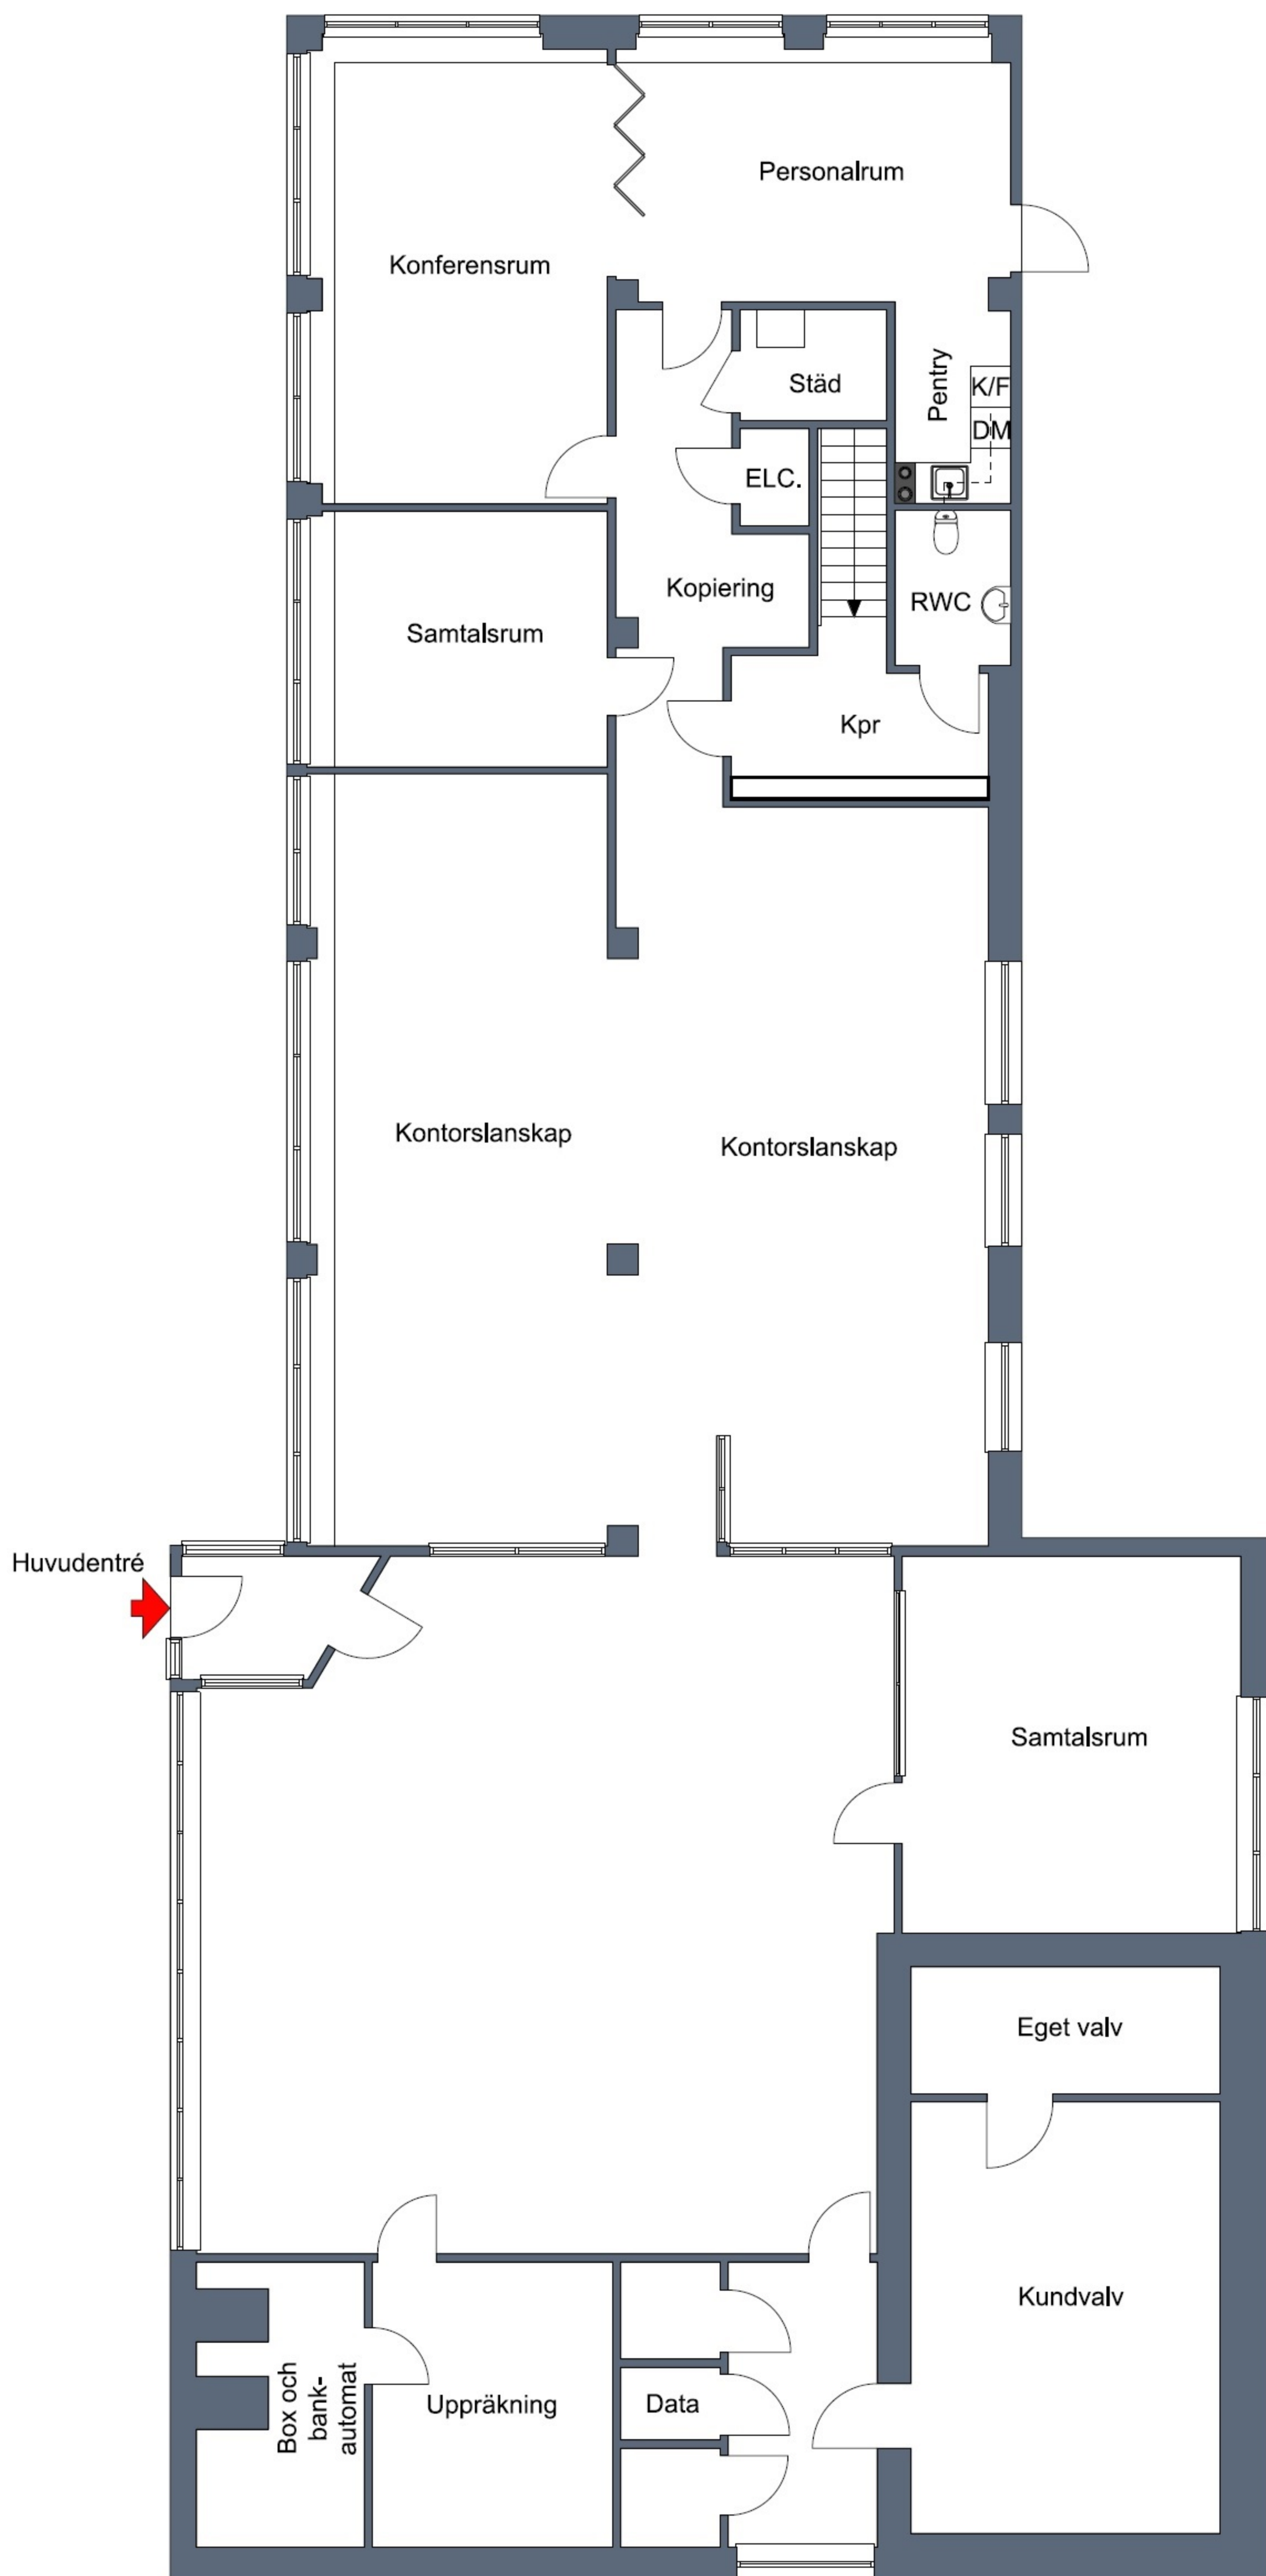 Personalrum
Konferensrum
Städ
Pentry
K/F
DM
ELC.
Kopiering
RWC
Samtalsrum
Kpr
Kontorslanskap
Kontorslanskap
Huvudentré
Samtalsrum
Eget valv
Kundvalv
Box och
bank-
automat
Uppräkning
Data